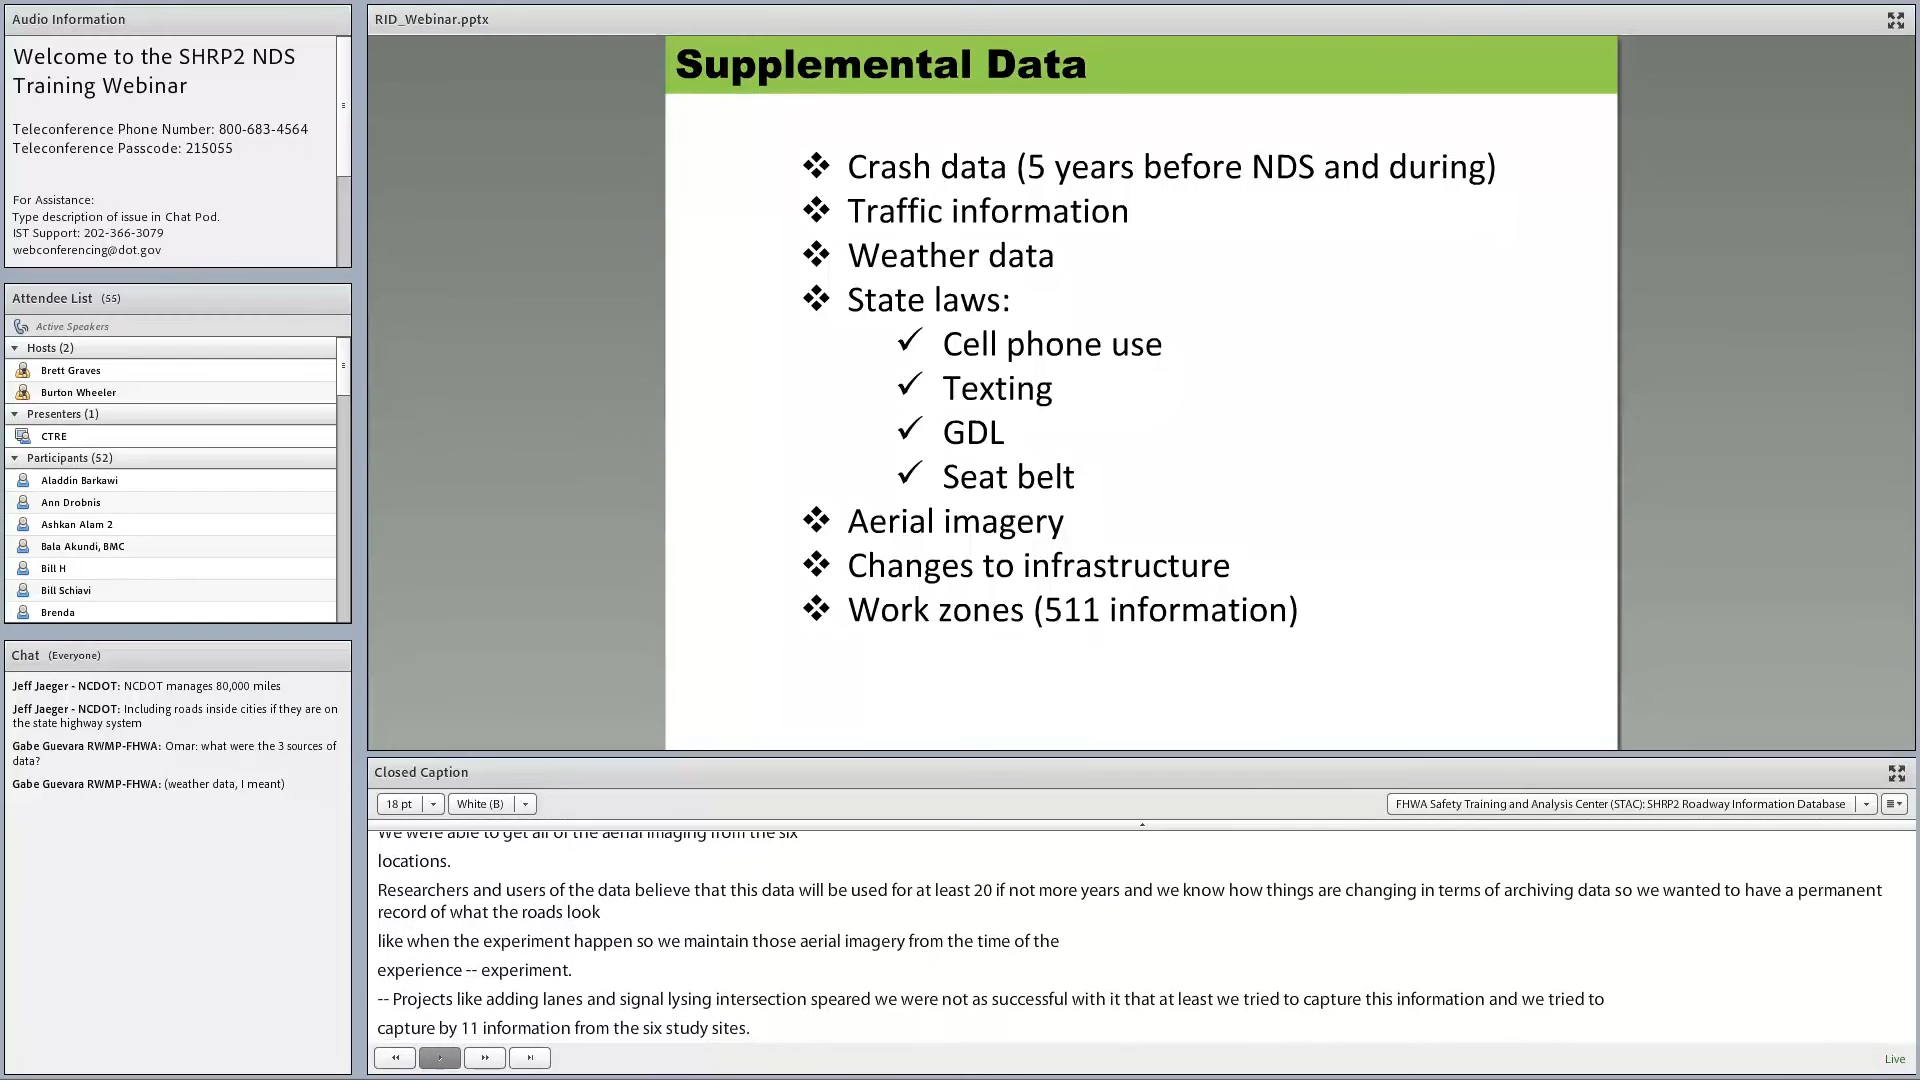 Audio Information
Welcome to the SHRP2 NDS
Training Webinar
Teleconference Phone Number: 800-683-4564
Teleconference Passcode: 215055
For Assistance:
Type description of issue in Chat Pod.
IST Support: 202-366-3079
webconferencing@dot.gov
Attendee List (55)
Active Speakers
Hosts (2)
Brett Graves
Burton Wheeler
Presenters (1)
CTRE
Participants (52)
Aladdin Barkawi
Ann Drobnis
Ashkan Alam 2
Bala Akundi, BMC
Bill H
Bill Schiavi
Brenda
Chat (Everyone)
Jeff Jaeger - NCDOT: NCDOT manages 80,000 miles
Jeff Jaeger - NCDOT: Including roads inside cities if they are on
the state highway system
Gabe Guevara RWMP-FHWA: Omar: what were the 3 sources of
data?
Gabe Guevara RWMP-FHWA: (weather data, I meant)
RID_Webinar.pptx
Supplemental Data
❖ Crash data (5 years before NDS and during)
❖ Traffic information
❖ Weather data
❖ State laws:
✓ Cell phone use
✓ Texting
✓ GDL
✓ Seat belt
❖ Aerial imagery
❖ Changes to infrastructure
❖ Work zones (511 information)
Closed Caption
18 pt White (B) FHWA Safety Training and Analysis Center (STAC): SHRP2 Roadway Information Database
We were able to get all of the aerial imaging from the six
locations.
Researchers and users of the data believe that this data will be used for at least 20 if not more years and we know how things are changing in terms of archiving data so we wanted to have a permanent
record of what the roads look
like when the experiment happen so we maintain those aerial imagery from the time of the
experience -- experiment.
-- Projects like adding lanes and signal lysing intersection speared we were not as successful with it that at least we tried to capture this information and we tried to
capture by 11 information from the six study sites.
Live